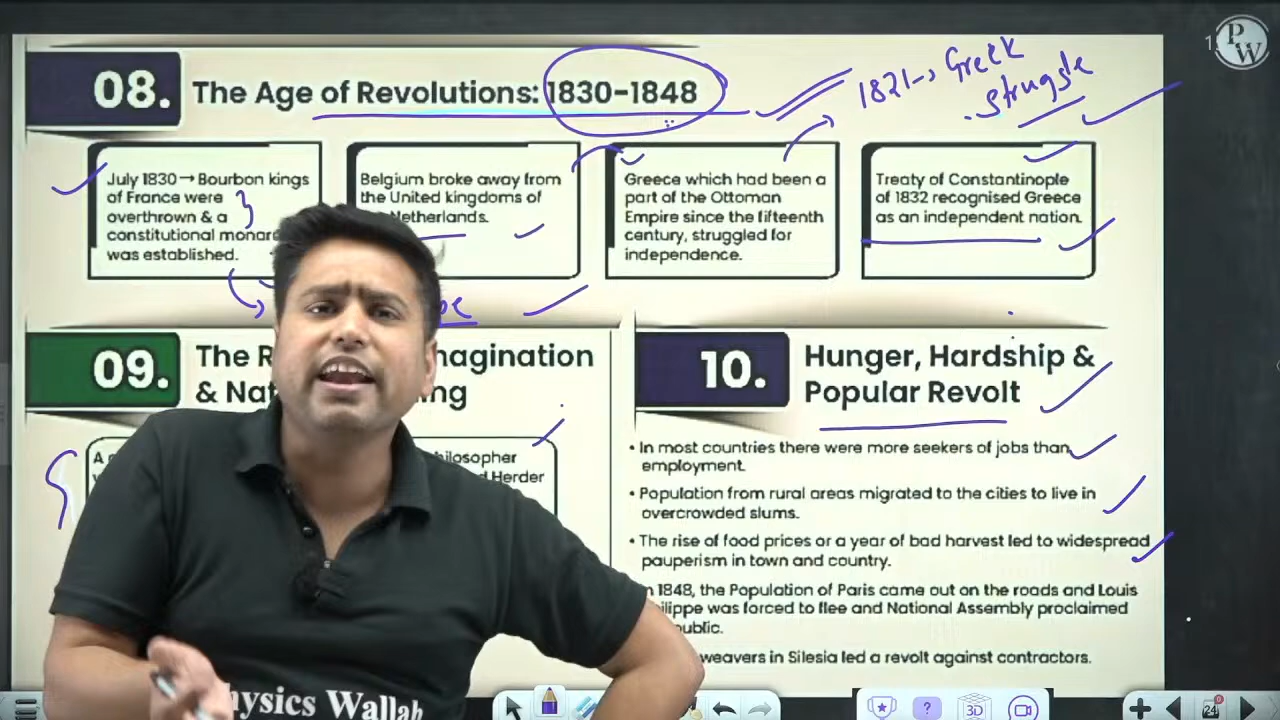 P
W
08.
The Age of Revolutions: 1830-1848
1821→ Greek
struggle
July 1830 → Bourbon kings
of France were
overthrown & a
constitutional
was established.
Belgium broke away from
the United kingdoms of
Netherlands.
Greece which had been a
part of the Ottoman
Empire since the fifteenth
century, struggled for
independence.
Treaty of Constantinople
of 1832 recognised Greece
as an independent nation.
09.
The
&
10.
Hunger, Hardship &
Popular Revolt
A
Herder
• In most countries there were more seekers of jobs than
employment.
• Population from rural areas migrated to the cities to live in
overcrowded slums.
• The rise of food prices or a year of bad harvest led to widespread
pauperism in town and country.
1848, the Population of Paris came out on the roads and Louis
was forced to flee and National Assembly proclaimed
weavers in Silesia led a revolt against contractors.
Physics Wallah
3D
24